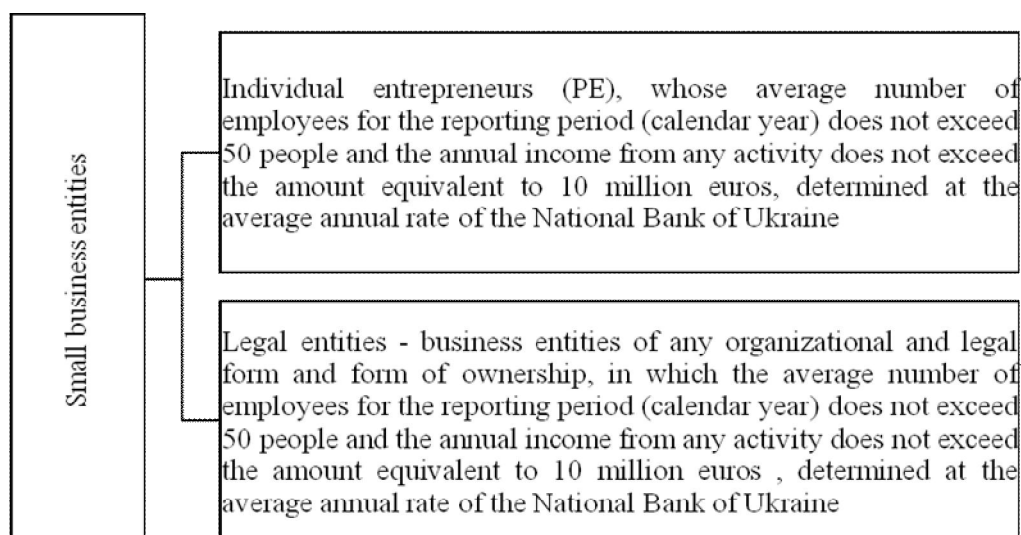 Small business entities
Individual entrepreneurs (PE), whose average number of
employees for the reporting period (calendar year) does not exceed
50 people and the annual income from any activity does not exceed
the amount equivalent to 10 million euros, determined at the
average annual rate of the National Bank of Ukraine
Legal entities - business entities of any organizational and legal
form and form of ownership, in which the average number of
employees for the reporting period (calendar year) does not exceed
50 people and the annual income from any activity does not exceed
the amount equivalent to 10 million euros , determined at the
average annual rate of the National Bank of Ukraine